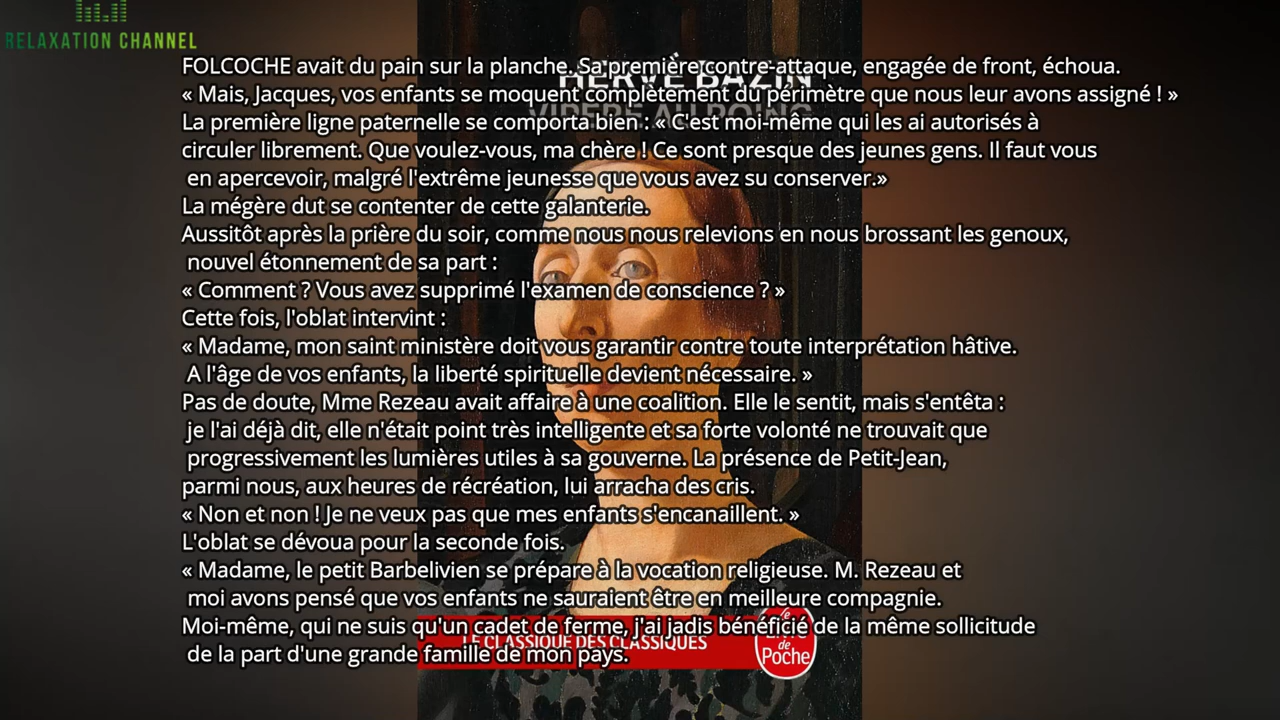 RELAXATION CHANNEL
HERVÉ BAZIN
VIPÈRE AU POING
FOLCOCHE avait du pain sur la planche. Sa première contre-attaque, engagée de front, échoua.
« Mais, Jacques, vos enfants se moquent complètement du périmètre que nous leur avons assigné ! »
La première ligne paternelle se comporta bien : « C'est moi-même qui les ai autorisés à
circuler librement. Que voulez-vous, ma chère ! Ce sont presque des jeunes gens. Il faut vous
en apercevoir, malgré l'extrême jeunesse que vous avez su conserver.»
La mégère dut se contenter de cette galanterie.
Aussitôt après la prière du soir, comme nous nous relevions en nous brossant les genoux,
nouvel étonnement de sa part :
« Comment ? Vous avez supprimé l'examen de conscience ? »
Cette fois, l'oblat intervint :
« Madame, mon saint ministère doit vous garantir contre toute interprétation hâtive.
A l'âge de vos enfants, la liberté spirituelle devient nécessaire. »
Pas de doute, Mme Rezeau avait affaire à une coalition. Elle le sentit, mais s'entêta :
je l'ai déjà dit, elle n'était point très intelligente et sa forte volonté ne trouvait que
progressivement les lumières utiles à sa gouverne. La présence de Petit-Jean,
parmi nous, aux heures de récréation, lui arracha des cris.
« Non et non ! Je ne veux pas que mes enfants s'encanaillent. »
L'oblat se dévoua pour la seconde fois.
« Madame, le petit Barbelivien se prépare à la vocation religieuse. M. Rezeau et
moi avons pensé que vos enfants ne sauraient être en meilleure compagnie.
Moi-même, qui ne suis qu'un cadet de ferme, j'ai jadis bénéficié de la même sollicitude
de la part d'une grande famille de mon pays.
LE CLASSIQUE DES CLASSIQUES
Le
Livre
de
Poche